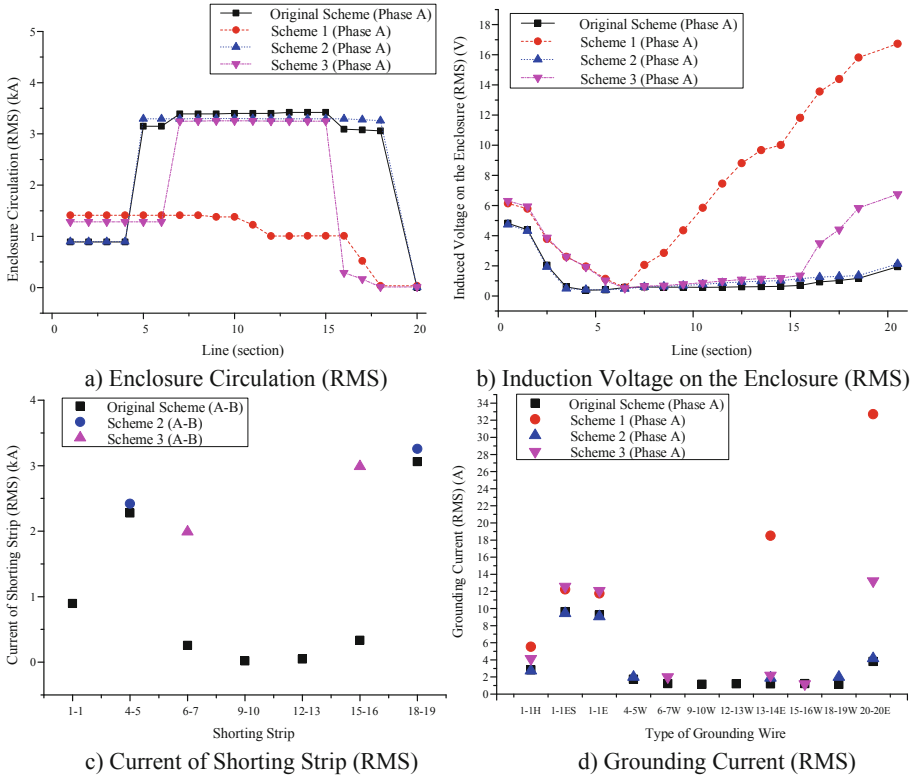 Original Scheme (Phase A)
Scheme 1 (Phase A)
Scheme 2 (Phase A)
Scheme 3 (Phase A)
Enclosure Circulation (RMS) (kA)
5
4
3
2
1
0
0
5
10
15
20
Line (section)
a) Enclosure Circulation (RMS)
Original Scheme (Phase A)
Scheme 1 (Phase A)
Scheme 2 (Phase A)
Scheme 3 (Phase A)
Induced Voltage on the Enclosure (RMS) (V)
18
16
14
12
10
8
6
4
2
0
0
5
10
15
20
Line (section)
b) Induction Voltage on the Enclosure (RMS)
Original Scheme (A-B)
Scheme 2 (A-B)
Scheme 3 (A-B)
Current of Shorting Strip (RMS) (kA)
4
3
2
1
0
1-1
4-5
6-7
9-10
12-13
15-16
18-19
Shorting Strip
c) Current of Shorting Strip (RMS)
Original Scheme (Phase A)
Scheme 1 (Phase A)
Scheme 2 (Phase A)
Scheme 3 (Phase A)
Grounding Current (RMS) (A)
34
32
30
28
26
24
22
20
18
16
14
12
10
8
6
4
2
0
1-1H
1-1ES
1-1E
4-5W
6-7W
9-10W
12-13W
13-14E
15-16W
18-19W
20-20E
Type of Grounding Wire
d) Grounding Current (RMS)